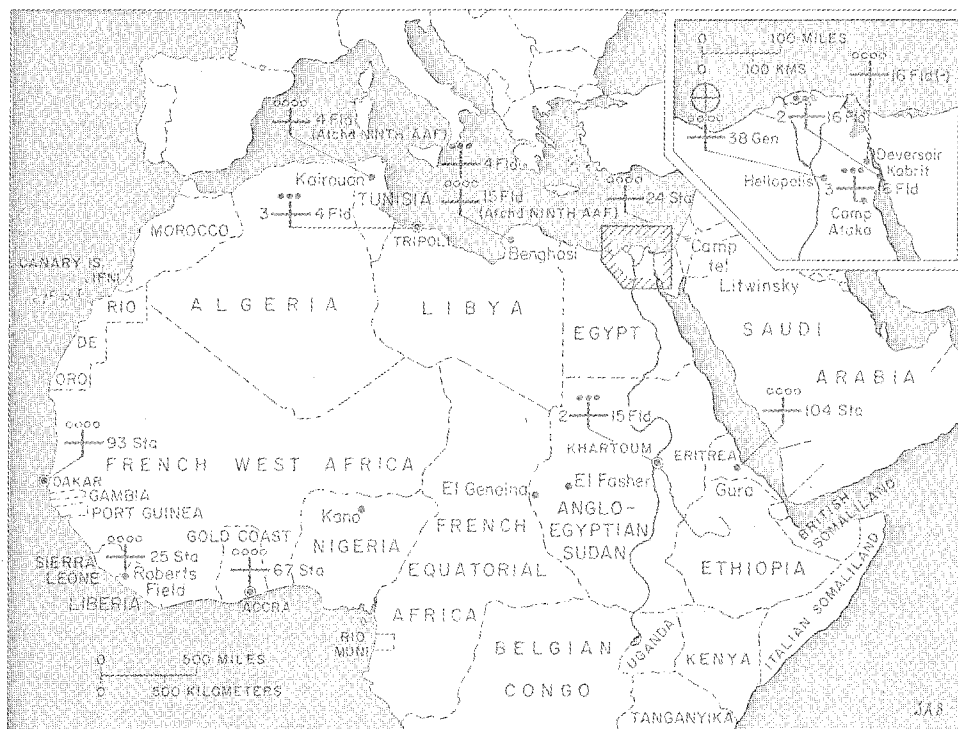 0 100 MILES
0 100 KMS
16 Fld(-)
2 16 Fld
38 Gen
Deversoir
Kabrit
Heliopolis
3
Camp
Ataka
4 Fld
(Atchd NINTH AAF)
Kairouan
TUNISIA
4 Fld
15 Fld
(Atchd NINTH AAF)
24 Sta
3 4 Fld
MOROCCO
TRIPOLI
Benghasi
Camp
Tel
Litwinsky
CANARY IS.
IFNI
RIO
DE
ORO
ALGERIA
LIBYA
EGYPT
SAUDI
ARABIA
93 Sta
2 15 Fld
104 Sta
KHARTOUM
ERITREA
Gura
DAKAR
FRENCH WEST AFRICA
GAMBIA
PORT GUINEA
El Geneina
El Fasher
ANGLO-
EGYPTIAN
SUDAN
FRENCH
EQUATORIAL
AFRICA
Kano
NIGERIA
GOLD COAST
67 Sta
ACCRA
SIERRA
LEONE
25 Sta
Roberts
Field
LIBERIA
BRITISH
SOMALILAND
ETHIOPIA
ITALIAN SOMALILAND
RIO
MUNI
BELGIAN
CONGO
UGANDA
KENYA
TANGANYIKA
0 500 MILES
0 500 KILOMETERS
JAB